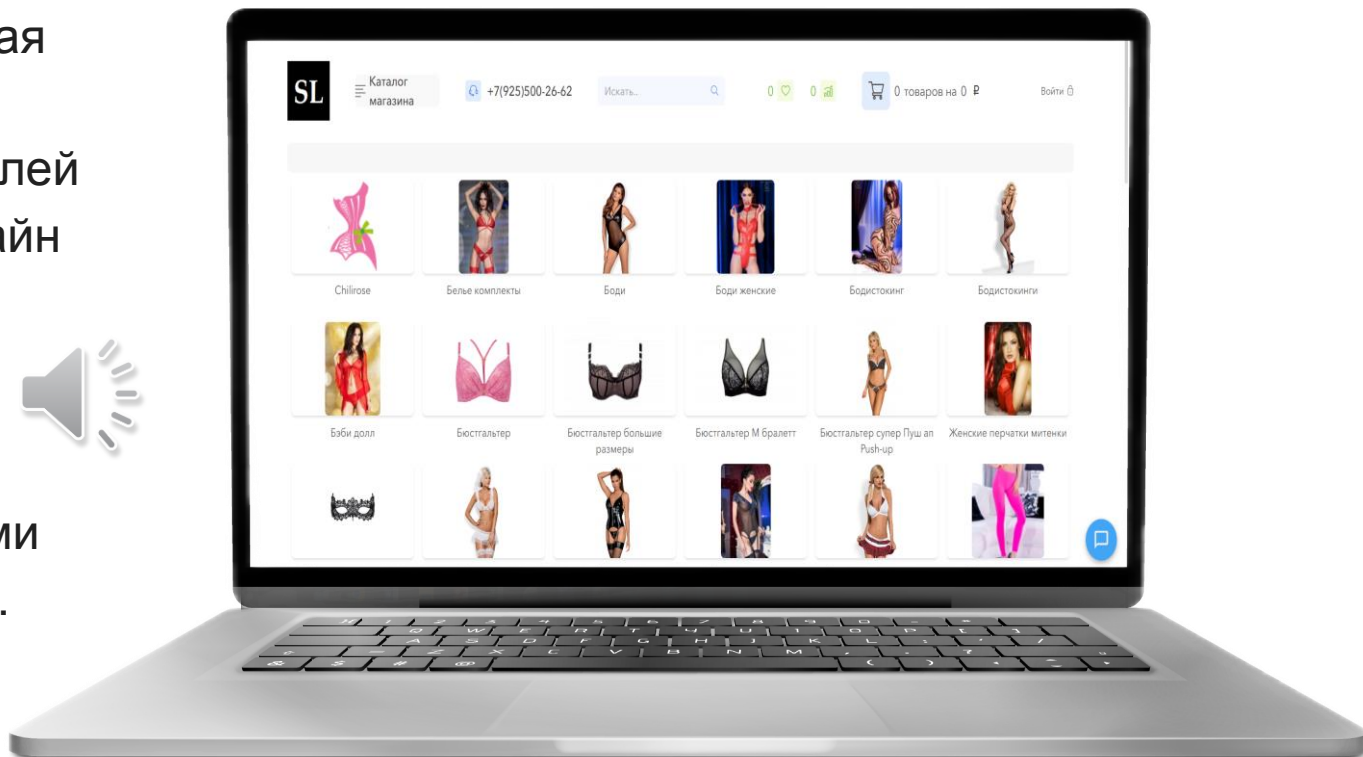 ая
лей
айн
ми
.
SL
Каталог
магазина
+7(925)500-26-62
Искать..
0
0
0 товаров на 0 ₽
Войти
Chilirose
Белье комплекты
Боди
Боди женские
Бодистокинг
Бодистокинги
Бэби долл
Бюстгальтер
Бюстгальтер большие
размеры
Бюстгальтер М бралетт
Бюстгальтер супер Пуш ап
Push-up
Женские перчатки митенки